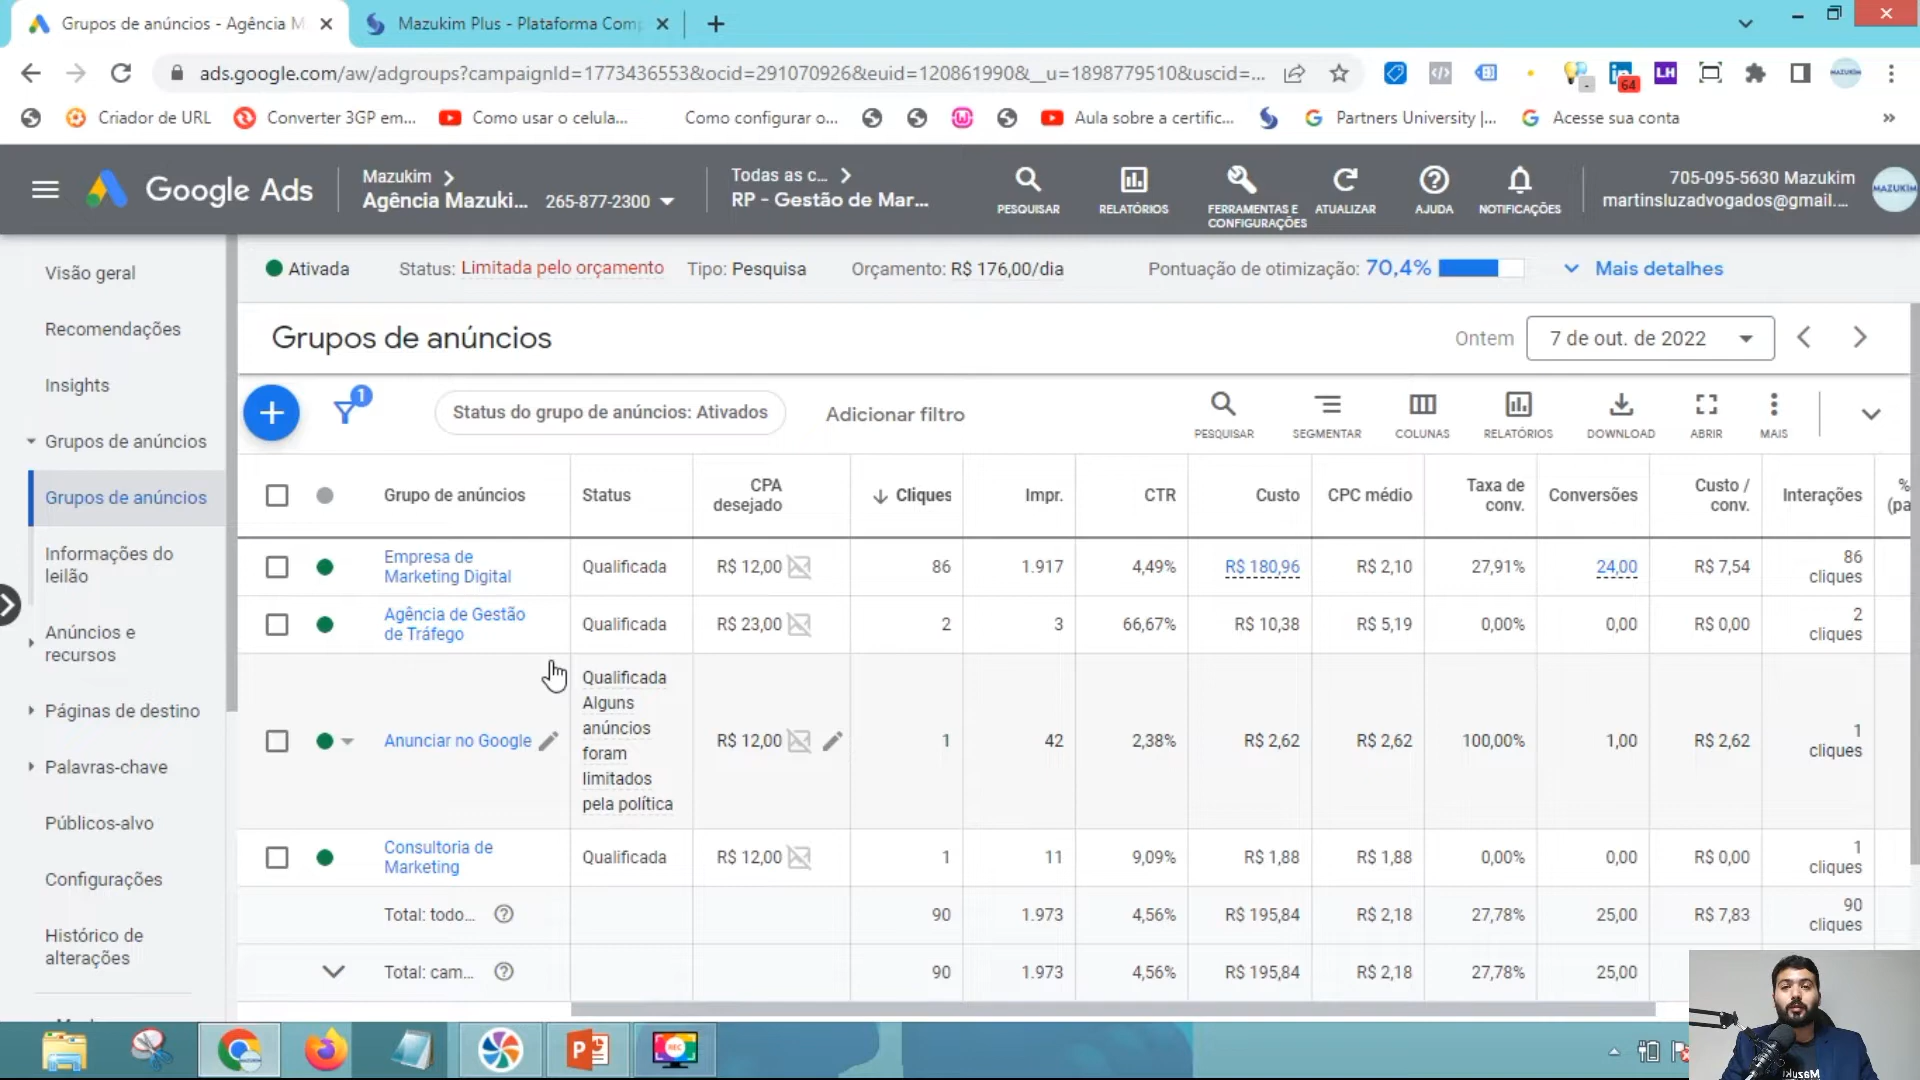 Grupos de anúncios - Agência M
Mazukim Plus - Plataforma Comp
ads.google.com/aw/adgroups?campaignId=1773436553&ocid=291070926&euid=120861990&__u=1898779510&uscid=...
64
LH
MAZUKIM
Criador de URL
Converter 3GP em...
Como usar o celula...
Como configurar o...
Aula sobre a certific...
Partners University |...
Acesse sua conta
»
Google Ads
Mazukim
Agência Mazuki... 265-877-2300
Todas as c...
RP - Gestão de Mar...
PESQUISAR
RELATÓRIOS
FERRAMENTAS E
CONFIGURAÇÕES
ATUALIZAR
AJUDA
NOTIFICAÇÕES
705-095-5630 Mazukim
martinsluzadvogados@gmail....
MAZUKIM
Ativada
Status: Limitada pelo orçamento
Tipo: Pesquisa
Orçamento: R$ 176,00/dia
Pontuação de otimização: 70,4%
Mais detalhes
Visão geral
Recomendações
Insights
Grupos de anúncios
Grupos de anúncios
Informações do
leilão
Anúncios e
recursos
Páginas de destino
Palavras-chave
Públicos-alvo
Configurações
Histórico de
alterações
Grupos de anúncios
Ontem
7 de out. de 2022
1
Status do grupo de anúncios: Ativados
Adicionar filtro
PESQUISAR
SEGMENTAR
COLUNAS
RELATÓRIOS
DOWNLOAD
ABRIR
MAIS
Grupo de anúncios
Status
CPA
desejado
Cliques
Impr.
CTR
Custo
CPC médio
Taxa de
conv.
Conversões
Custo /
conv.
Interações
%
(pa
Empresa de
Marketing Digital
Qualificada
R$ 12,00
86
1.917
4,49%
R$ 180,96
R$ 2,10
27,91%
24,00
R$ 7,54
86
cliques
Agência de Gestão
de Tráfego
Qualificada
R$ 23,00
2
3
66,67%
R$ 10,38
R$ 5,19
0,00%
0,00
R$ 0,00
2
cliques
Anunciar no Google
Qualificada
Alguns
anúncios
foram
limitados
pela política
R$ 12,00
1
42
2,38%
R$ 2,62
R$ 2,62
100,00%
1,00
R$ 2,62
1
cliques
Consultoria de
Marketing
Qualificada
R$ 12,00
1
11
9,09%
R$ 1,88
R$ 1,88
0,00%
0,00
R$ 0,00
1
cliques
Total: todo...
90
1.973
4,56%
R$ 195,84
R$ 2,18
27,78%
25,00
R$ 7,83
90
cliques
Total: cam...
90
1.973
4,56%
R$ 195,84
R$ 2,18
27,78%
25,00
REC
Mazukim